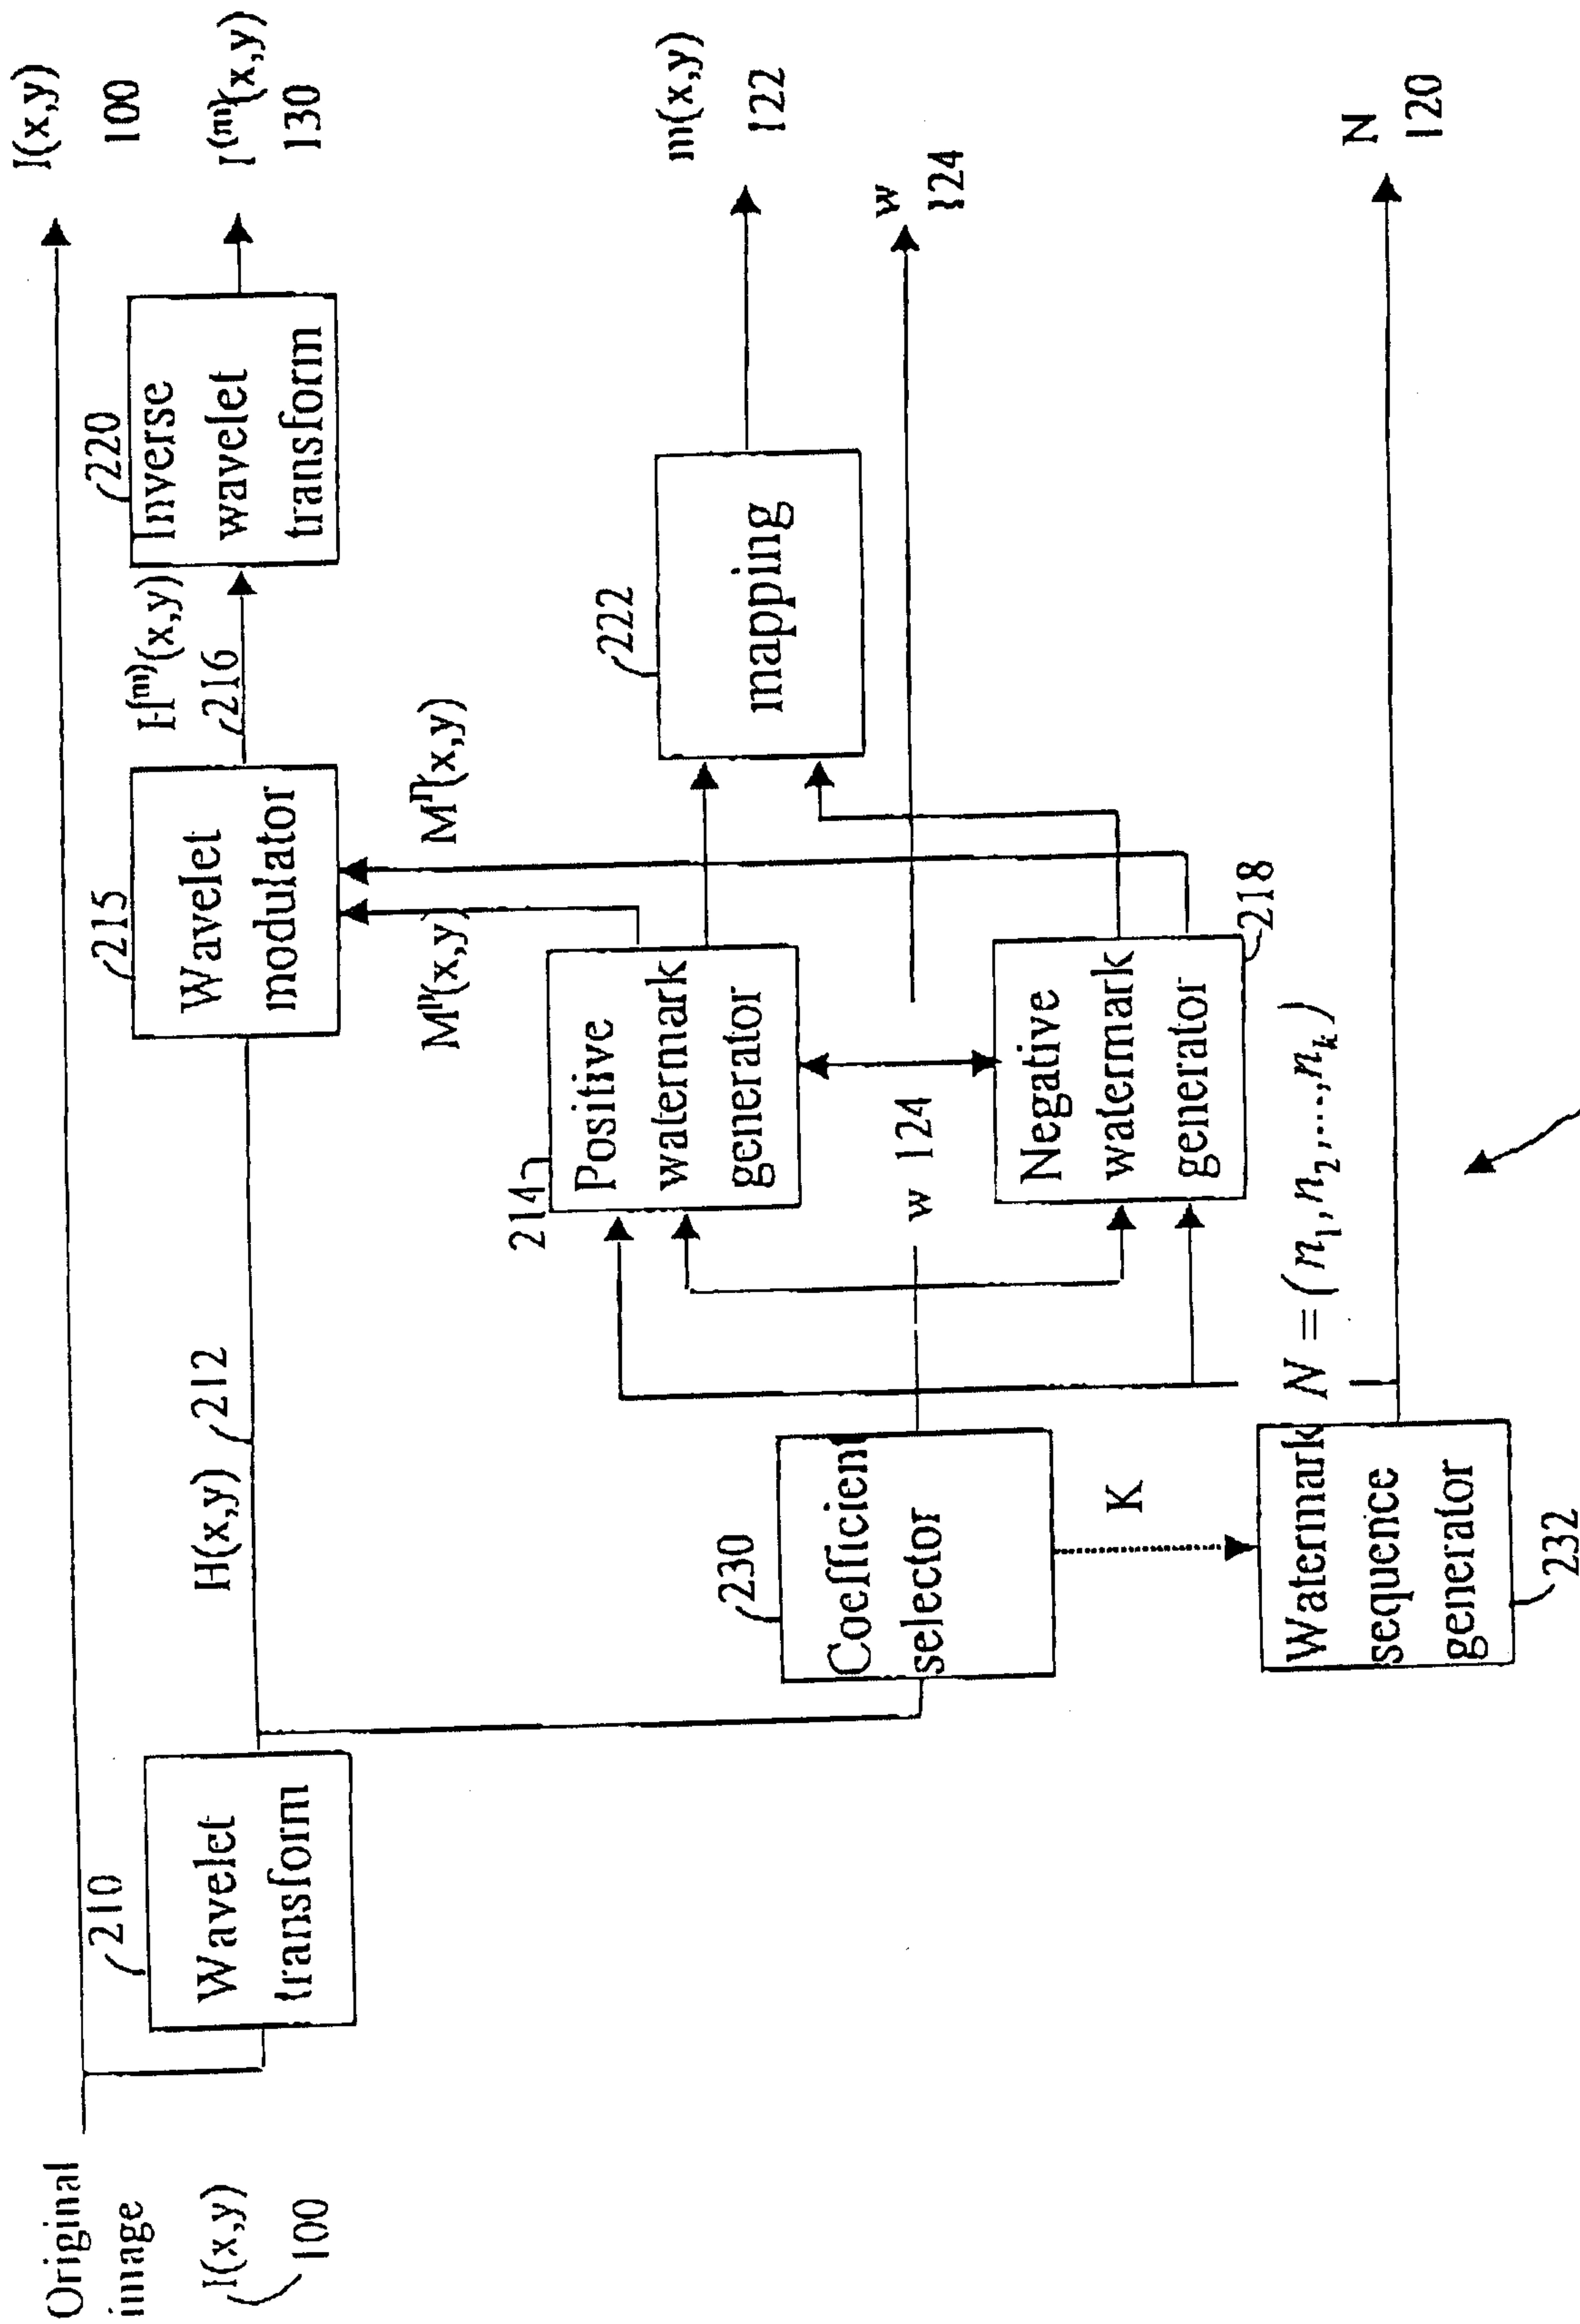 Original
image
I(x,y)
100
210
Wavelet
transform
H(x,y)
212
215
Wavelet
modulator
H(m)(x,y)
216
220
Inverse
wavelet
transform
I(x,y)
100
I(m)(x,y)
130
Mp(x,y)
Mn(x,y)
214
Positive
watermark
generator
222
mapping
m(x,y)
122
230
Coefficien
selector
w 124
w
124
K
Negative
watermark
generator
218
Watermark
sequence
generator
232
N = (n1,n2,...,nk)
N
120